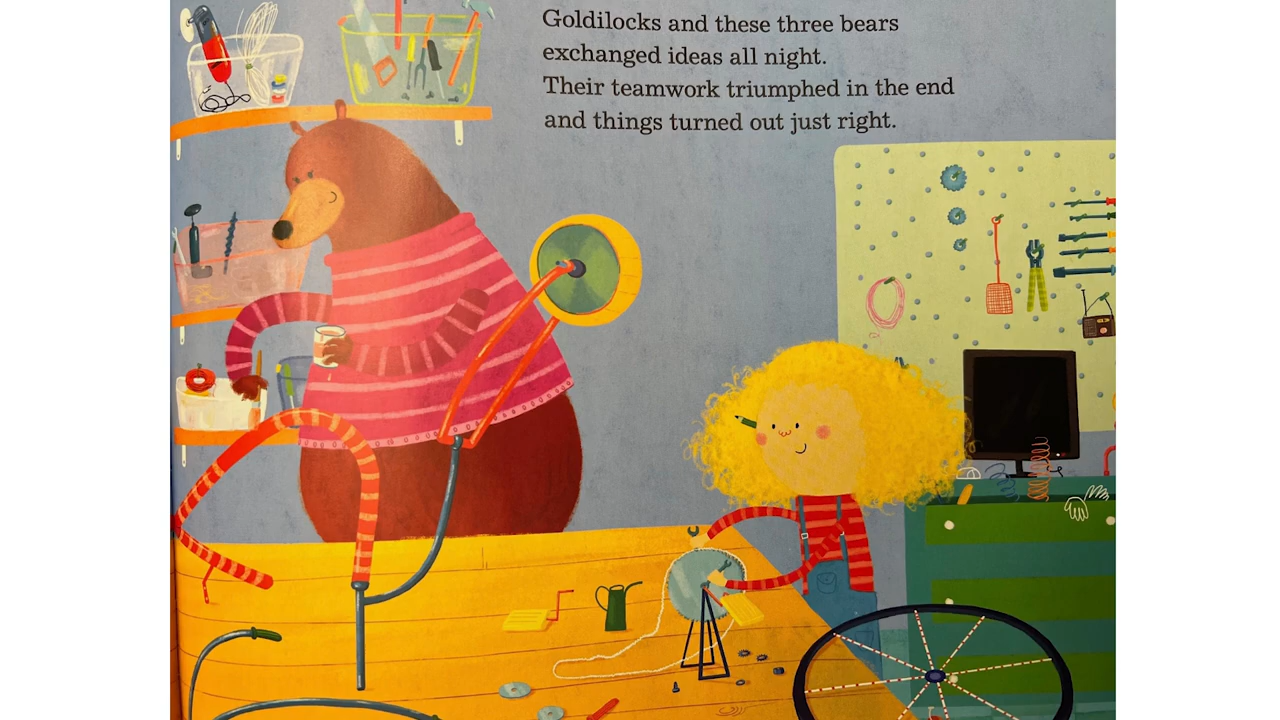 Goldilocks and these three bears
exchanged ideas all night.
Their teamwork triumphed in the end
and things turned out just right.